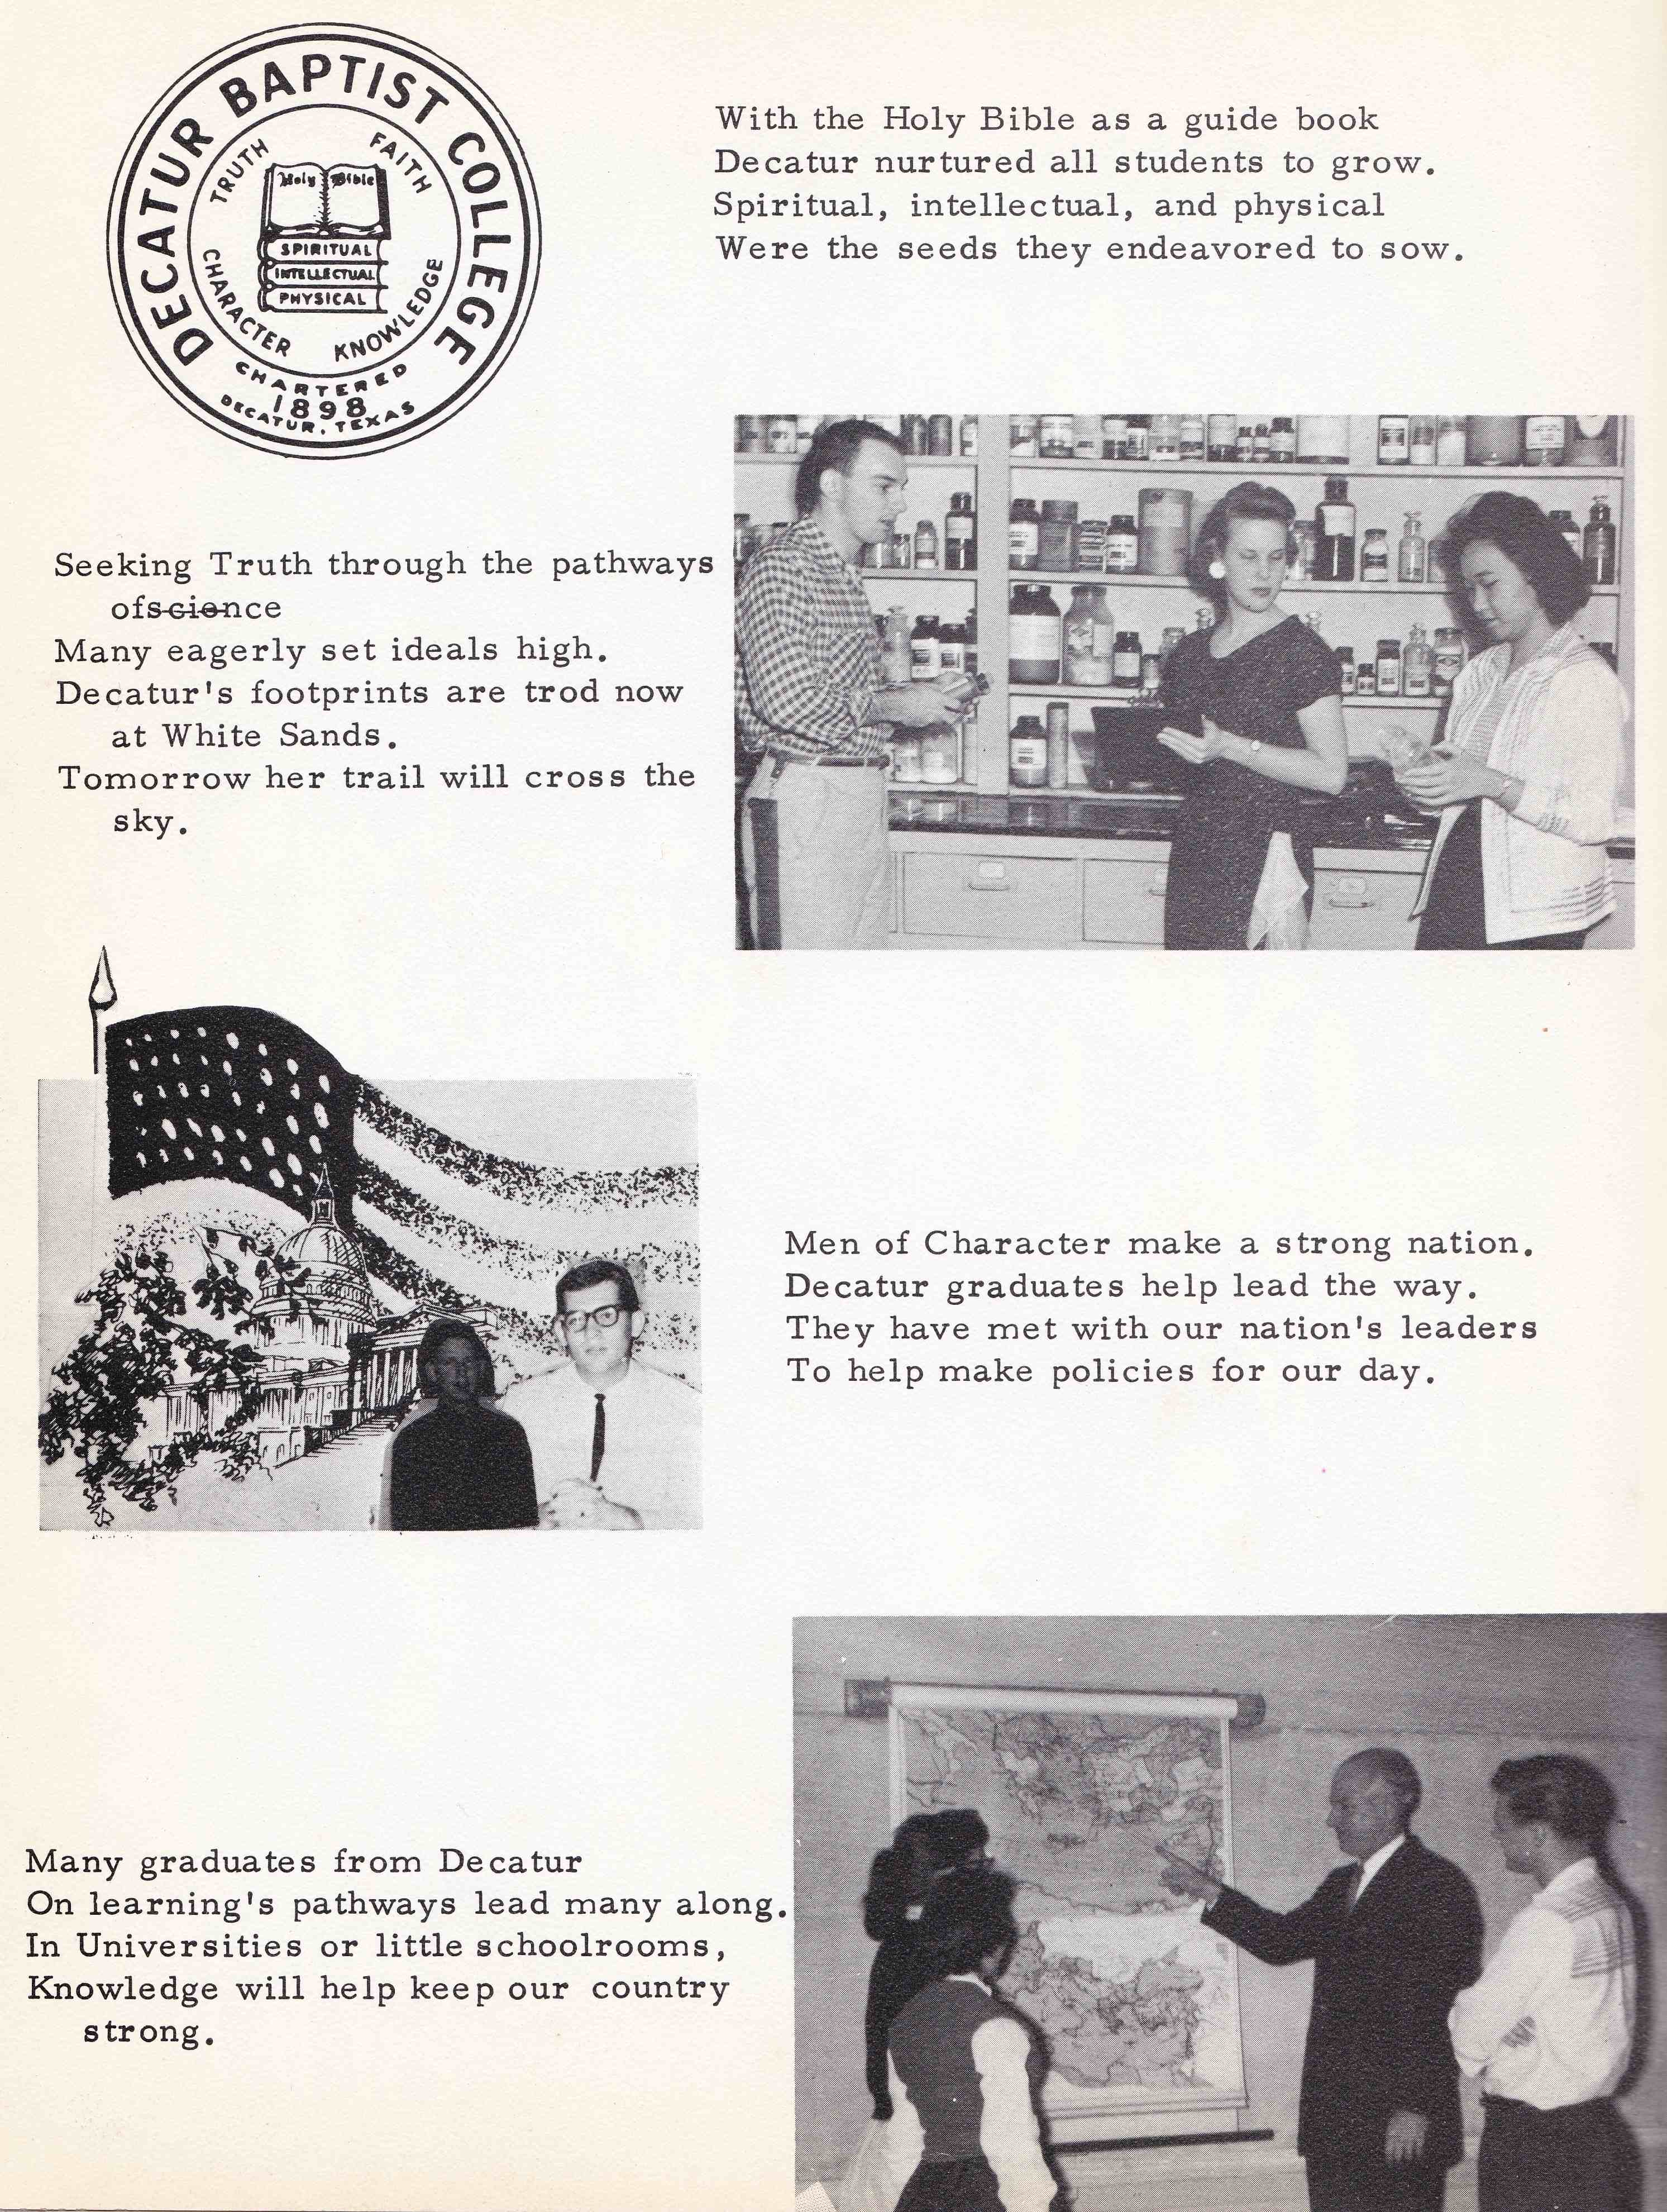 DECATUR BAPTIST COLLEGE
TRUTH
FAITH
Holy Bible
SPIRITUAL
INTELLECTUAL
PHYSICAL
CHARACTER
KNOWLEDGE
CHARTERED
1898
DECATUR, TEXAS
With the Holy Bible as a guide book
Decatur nurtured all students to grow.
Spiritual, intellectual, and physical
Were the seeds they endeavored to sow.
Seeking Truth through the pathways
ofscience
Many eagerly set ideals high.
Decatur's footprints are trod now
at White Sands.
Tomorrow her trail will cross the
sky.
Men of Character make a strong nation.
Decatur graduates help lead the way.
They have met with our nation's leaders
To help make policies for our day.
Many graduates from Decatur
On learning's pathways lead many along.
In Universities or little schoolrooms,
Knowledge will help keep our country
strong.